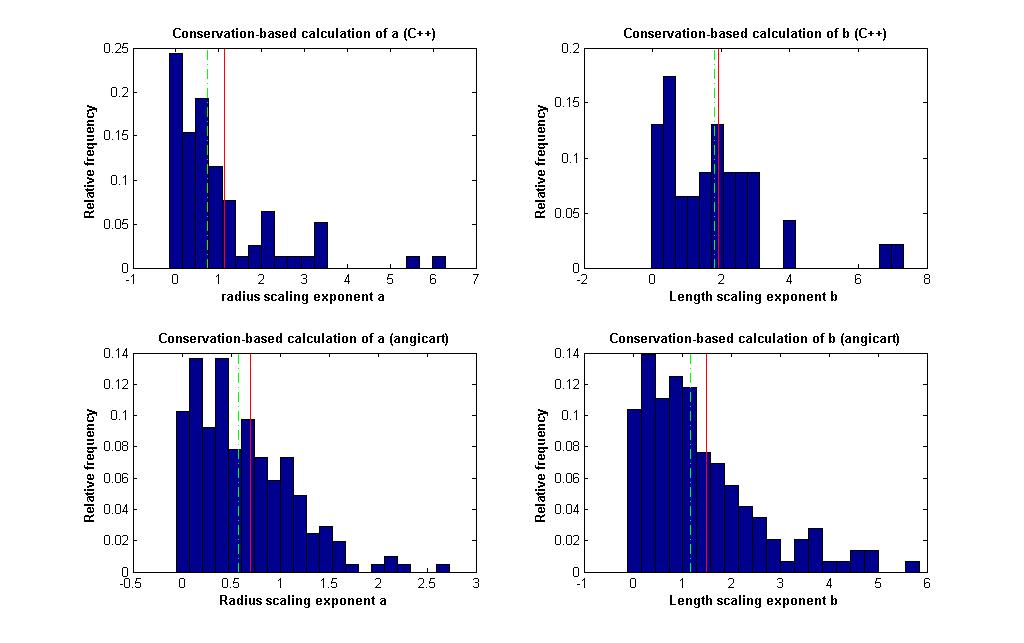 Conservation-based calculation of a (C++)
0.25
0.2
0.15
0.1
0.05
0
Relative frequency
-1 0 1 2 3 4 5 6 7
radius scaling exponent a
Conservation-based calculation of b (C++)
0.2
0.15
0.1
0.05
0
Relative frequency
-2 0 2 4 6 8
Length scaling exponent b
Conservation-based calculation of a (angicart)
0.14
0.12
0.1
0.08
0.06
0.04
0.02
0
Relative frequency
-0.5 0 0.5 1 1.5 2 2.5 3
Radius scaling exponent a
Conservation-based calculation of b (angicart)
0.14
0.12
0.1
0.08
0.06
0.04
0.02
0
Relative frequency
-1 0 1 2 3 4 5 6
Length scaling exponent b